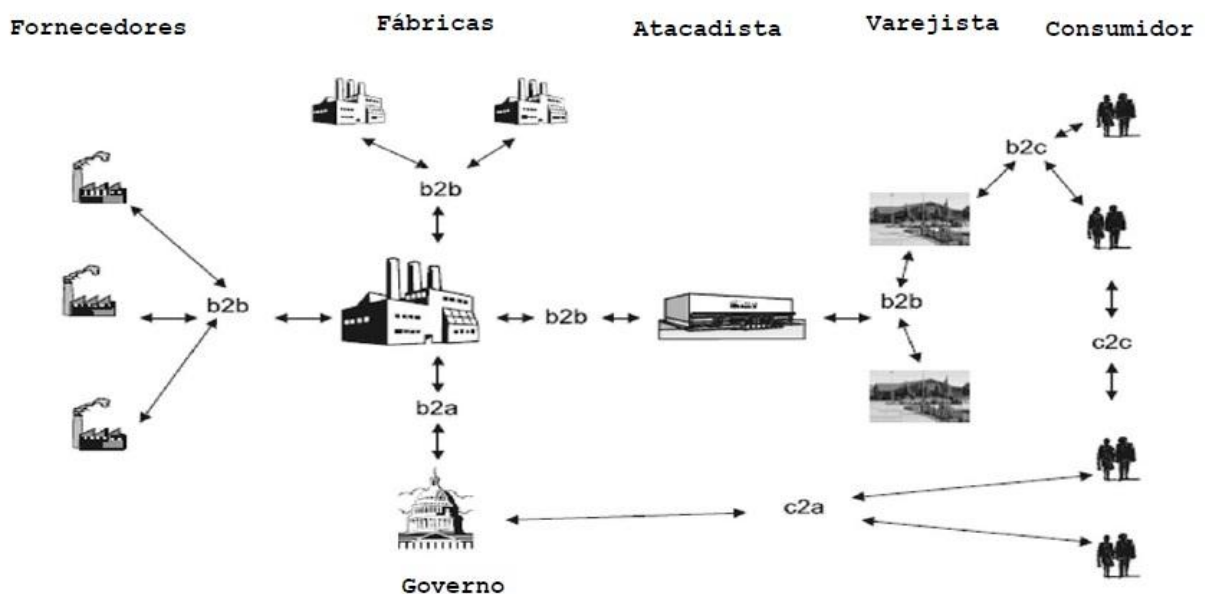 Fornecedores
Fábricas
Atacadista
Varejista
Consumidor
b2c
b2b
b2b
b2b
b2b
c2c
b2a
c2a
Governo